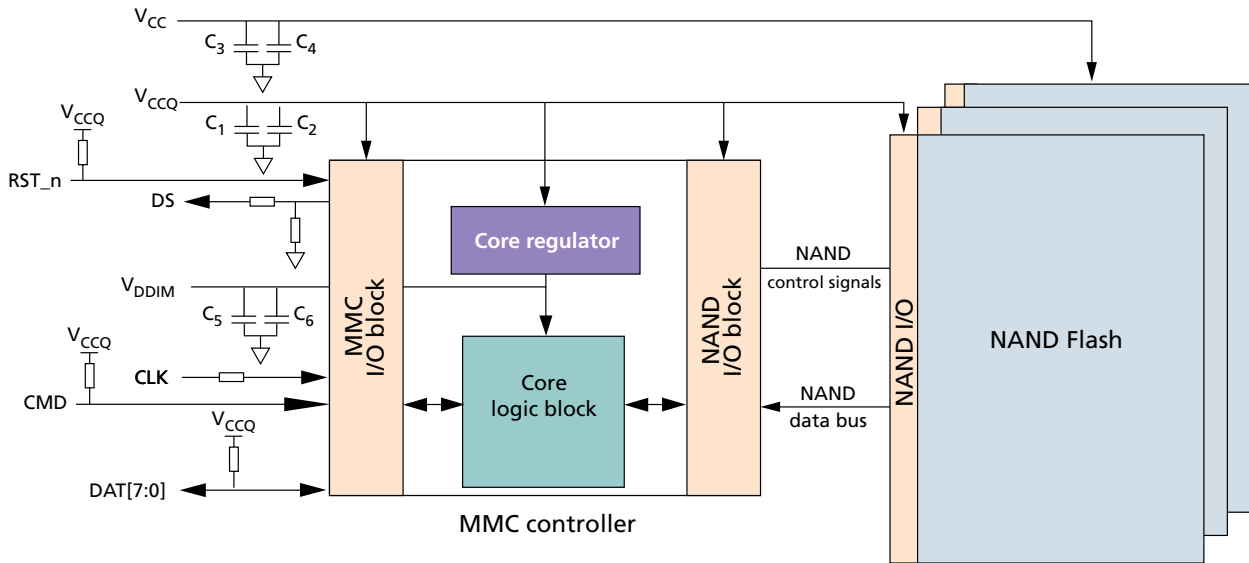 VCC
C3 C4
VCCQ
VCCQ
C1 C2
RST_n
DS
Core regulator
VDDIM
C5 C6
MMC
I/O block
NAND
I/O block
NAND
control signals
NAND I/O
NAND Flash
VCCQ
CLK
Core
logic block
CMD
NAND
data bus
VCCQ
DAT[7:0]
MMC controller